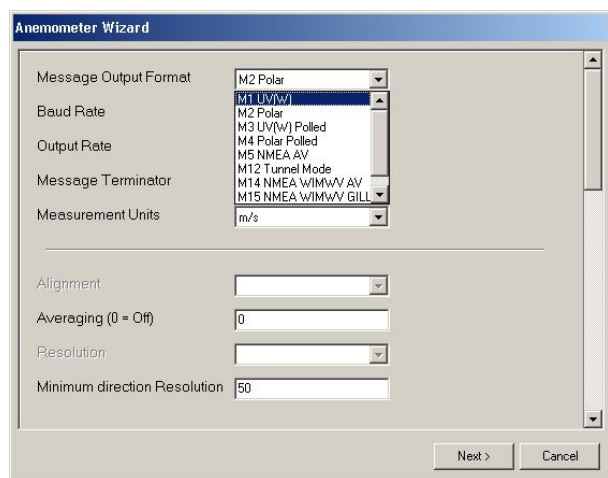 Anemometer Wizard
Message Output Format
M2 Polar
M1 UV(W)
M2 Polar
M3 UV(W) Polled
M4 Polar Polled
M5 NMEA AV
M12 Tunnel Mode
M14 NMEA WIMWV AV
M15 NMEA WIMWV GILL
Baud Rate
Output Rate
Message Terminator
Measurement Units
m/s
Alignment
Averaging (0 = Off)
0
Resolution
Minimum direction Resolution
50
Next >
Cancel